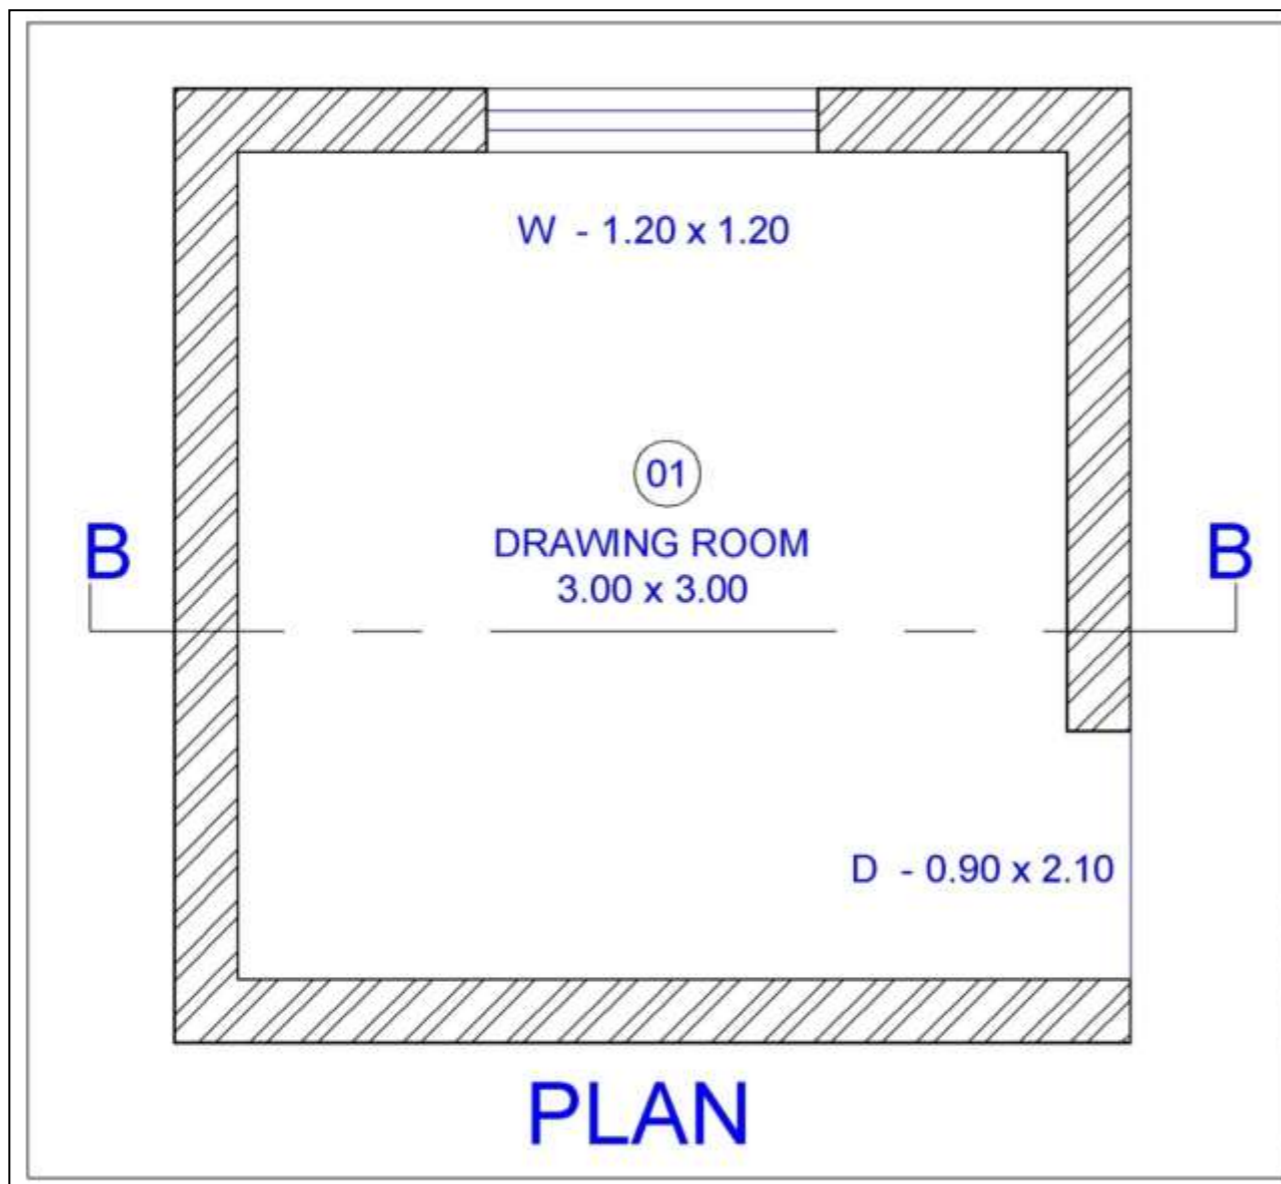 W - 1.20 x 1.20
01
B
B
DRAWING ROOM
3.00 x 3.00
D - 0.90 x 2.10
PLAN